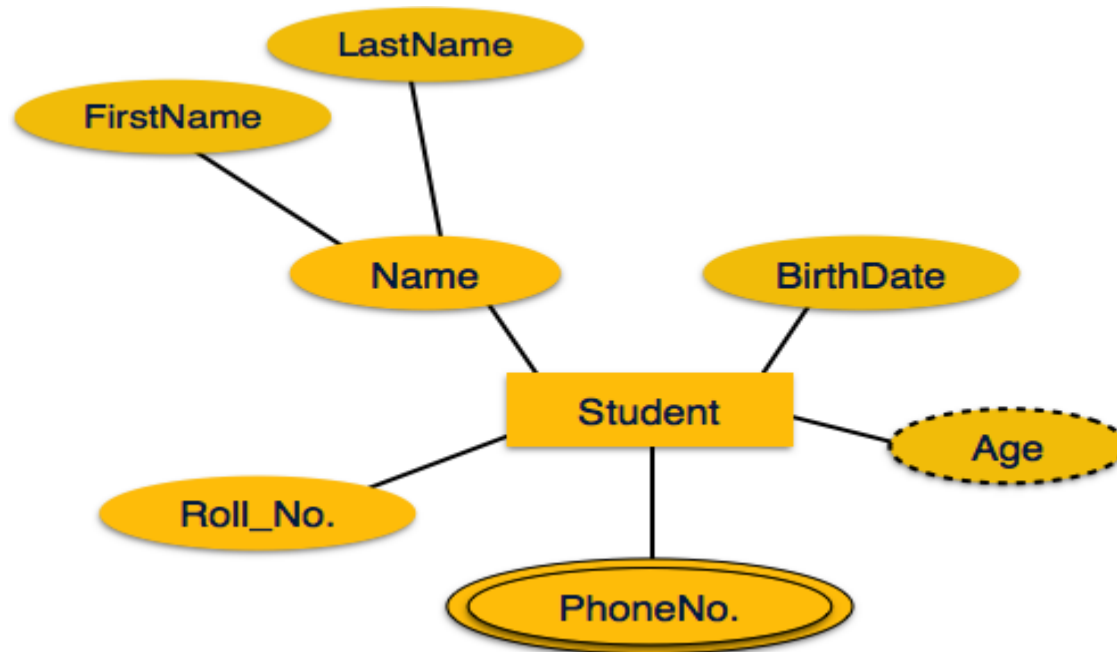 LastName
FirstName
Name
BirthDate
Student
Age
Roll_No.
PhoneNo.